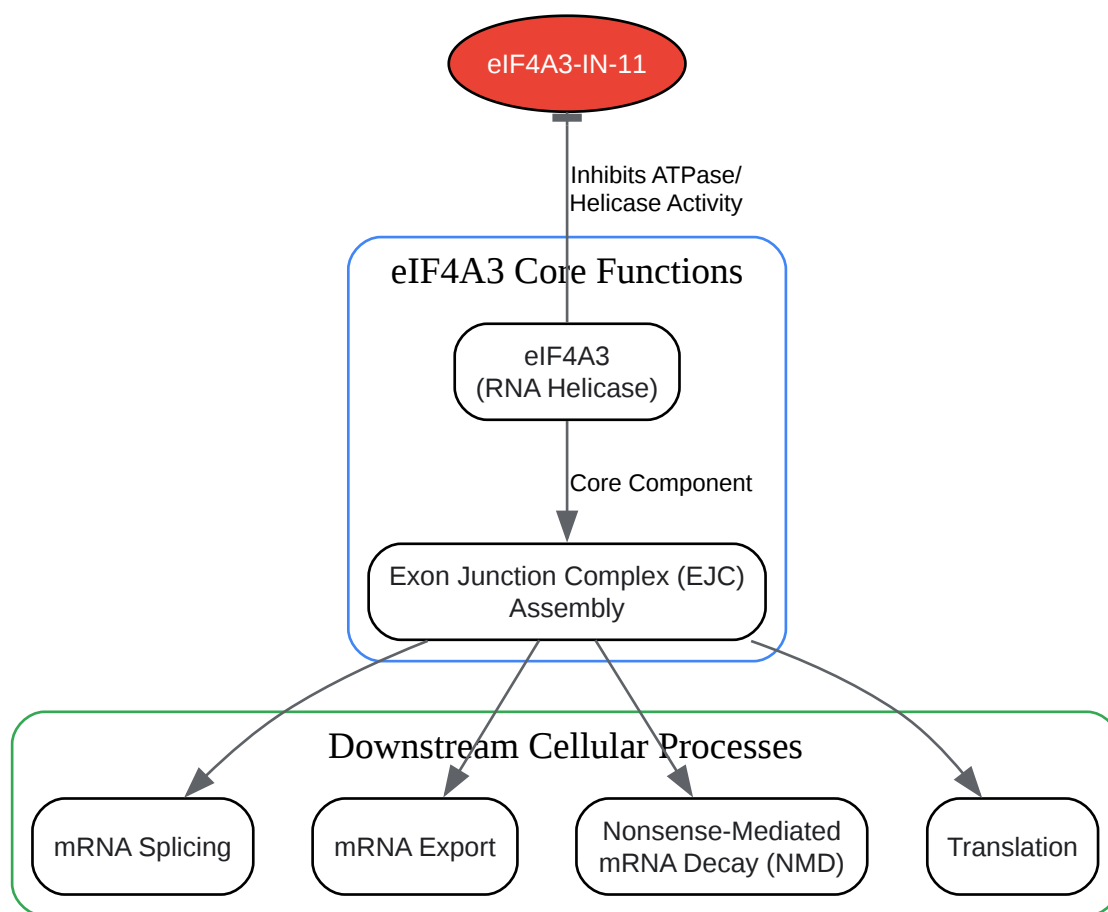 eIF4A3-IN-11
Inhibits ATPase/
Helicase Activity
eIF4A3 Core Functions
eIF4A3
(RNA Helicase)
Core Component
Exon Junction Complex (EJC)
Assembly
Downstream Cellular Processes
mRNA Splicing
mRNA Export
Nonsense-Mediated
mRNA Decay (NMD)
Translation